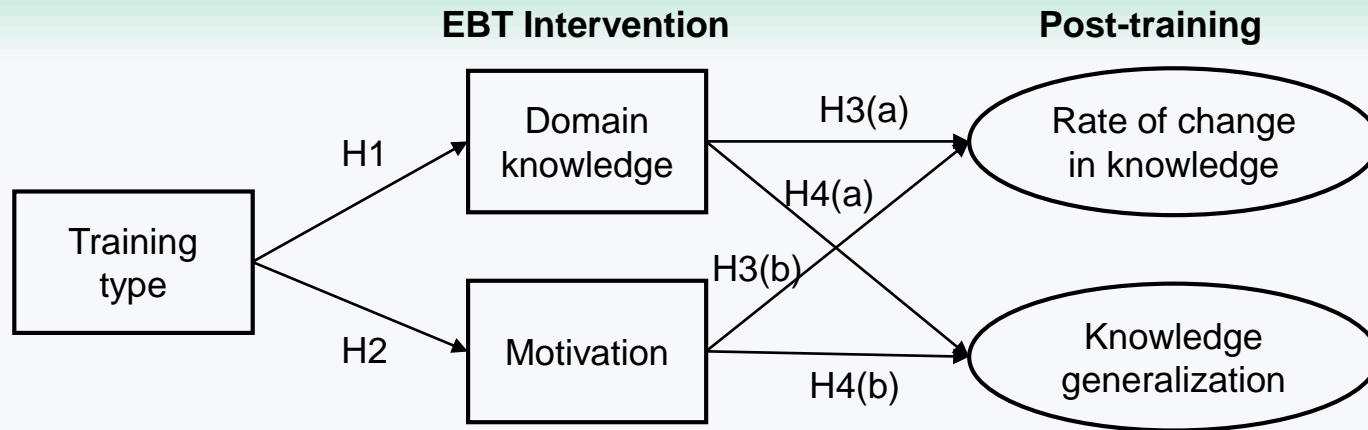 EBT Intervention
Post-training
Domain
knowledge
H3(a)
Rate of change
in knowledge
H1
H4(a)
Training
type
H3(b)
H2
Motivation
Knowledge
generalization
H4(b)